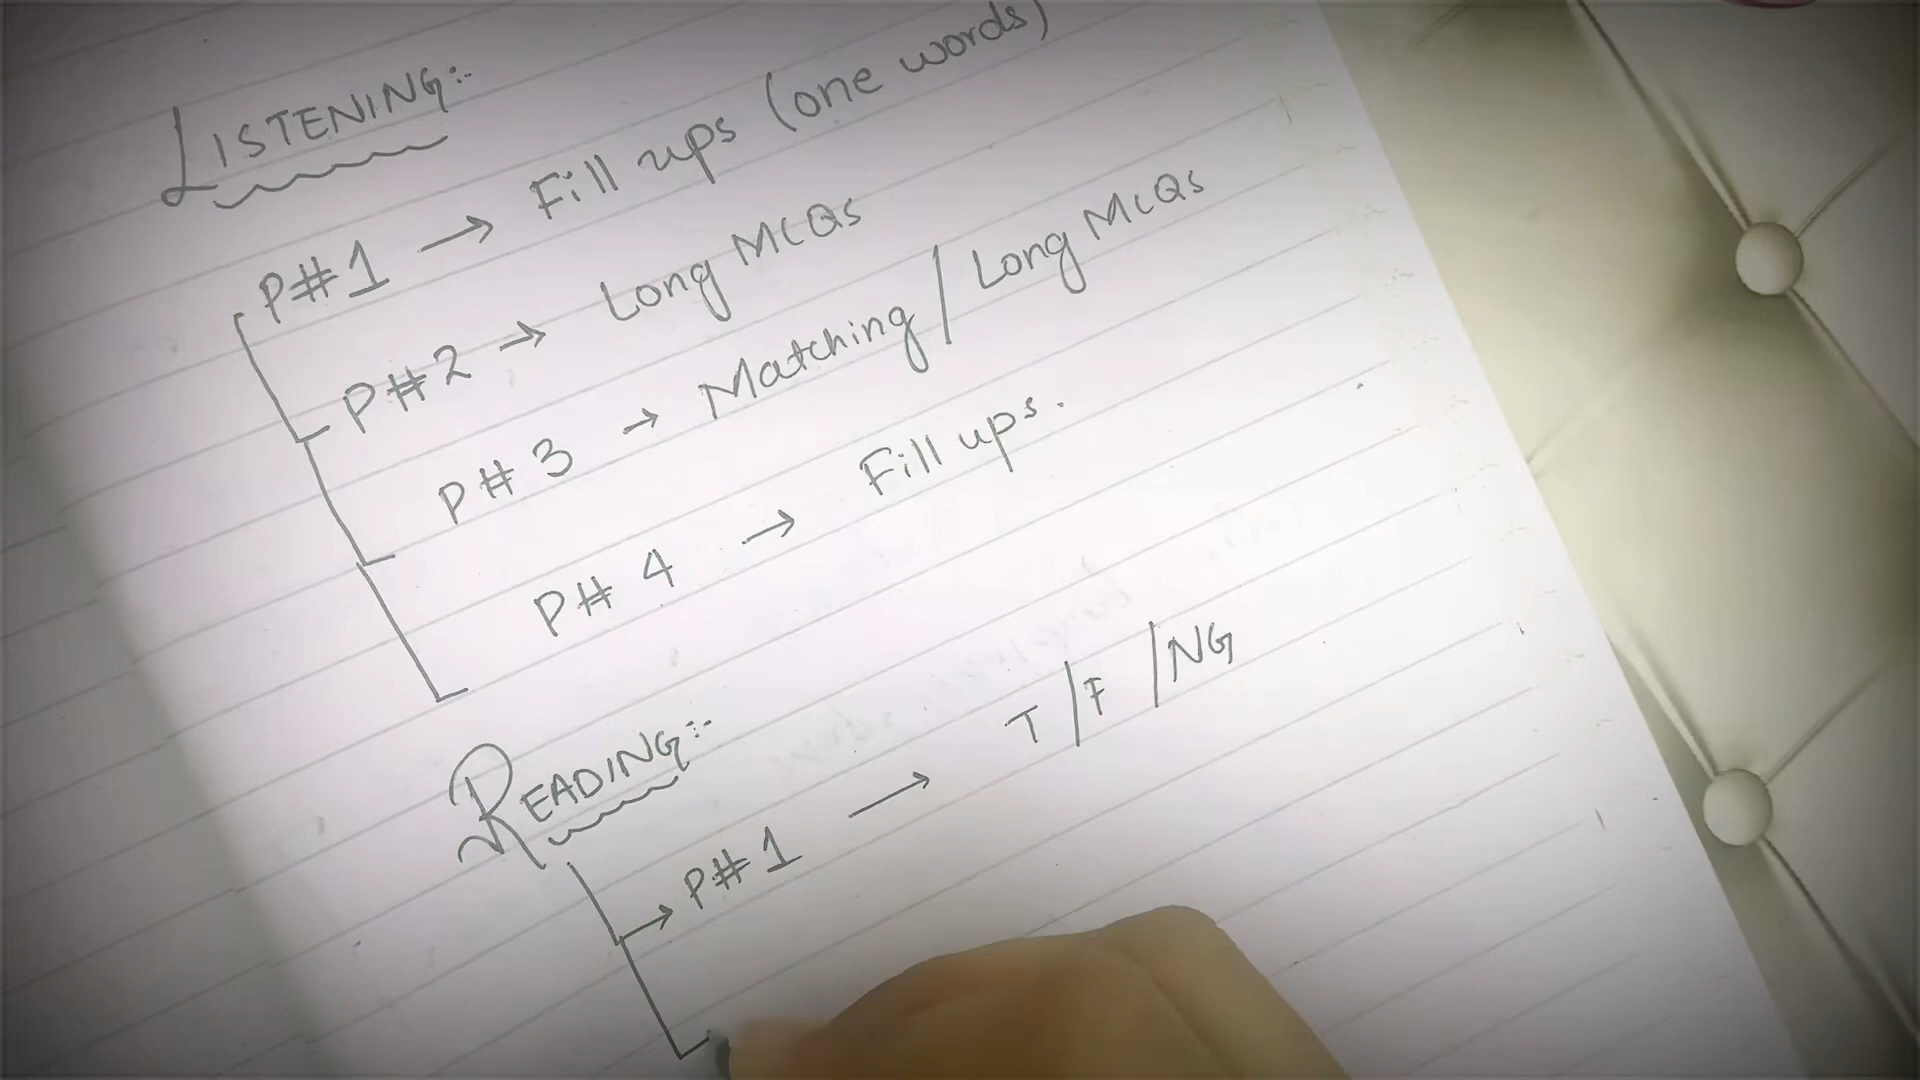 LISTENING:-
P#1 → Fill ups (one words)
P#2 → Long MCQs
P#3 → Matching / Long MCQs
P#4 → Fill ups.
READING:-
→ P#1 → T/F/NG